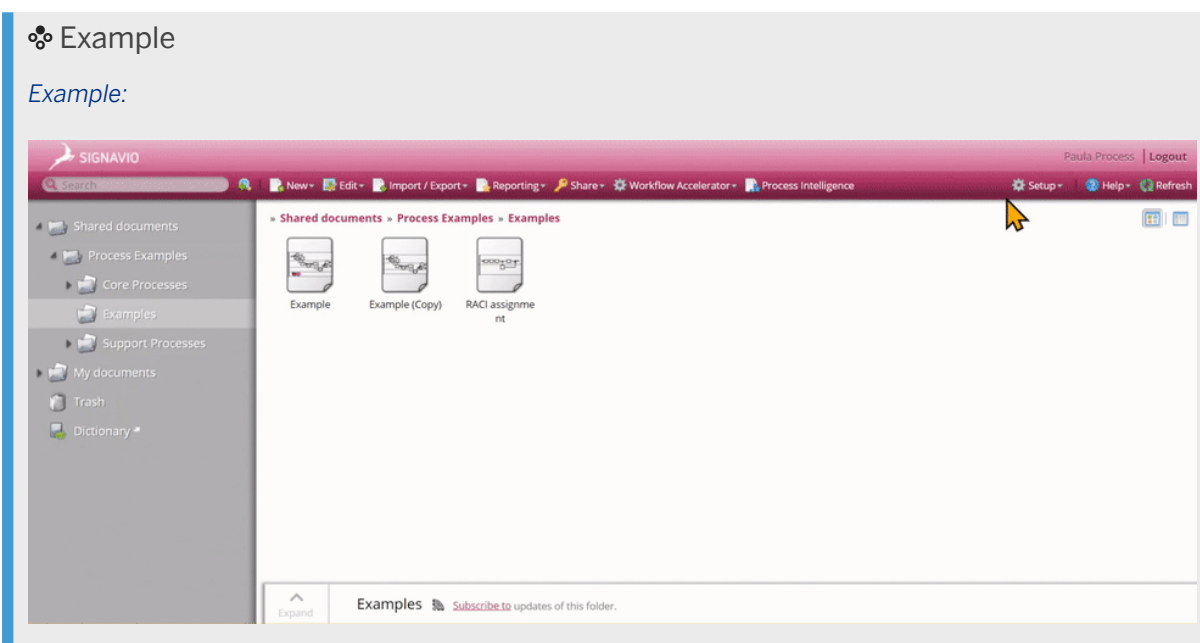 Example
Example:
SIGNAVIO
Paula Process | Logout
Search
New Edit Import / Export Reporting Share Workflow Accelerator Process Intelligence Setup Help Refresh
Shared documents
Process Examples
Core Processes
Examples
Support Processes
My documents
Trash
Dictionary
» Shared documents » Process Examples » Examples
Example
Example (Copy)
RACI assignme
nt
Expand
Examples Subscribe to updates of this folder.